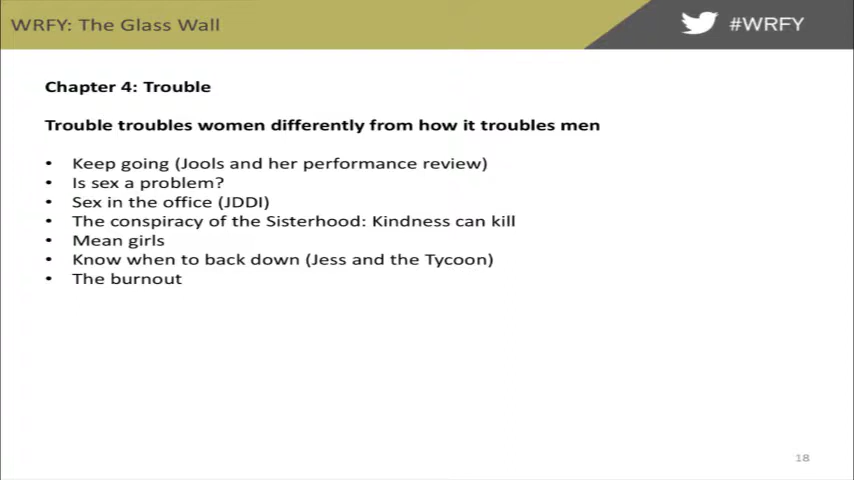 WRFY: The Glass Wall
#WRFY
Chapter 4: Trouble
Trouble troubles women differently from how it troubles men
• Keep going (Jools and her performance review)
• Is sex a problem?
• Sex in the office (JDDI)
• The conspiracy of the Sisterhood: Kindness can kill
• Mean girls
• Know when to back down (Jess and the Tycoon)
• The burnout
18